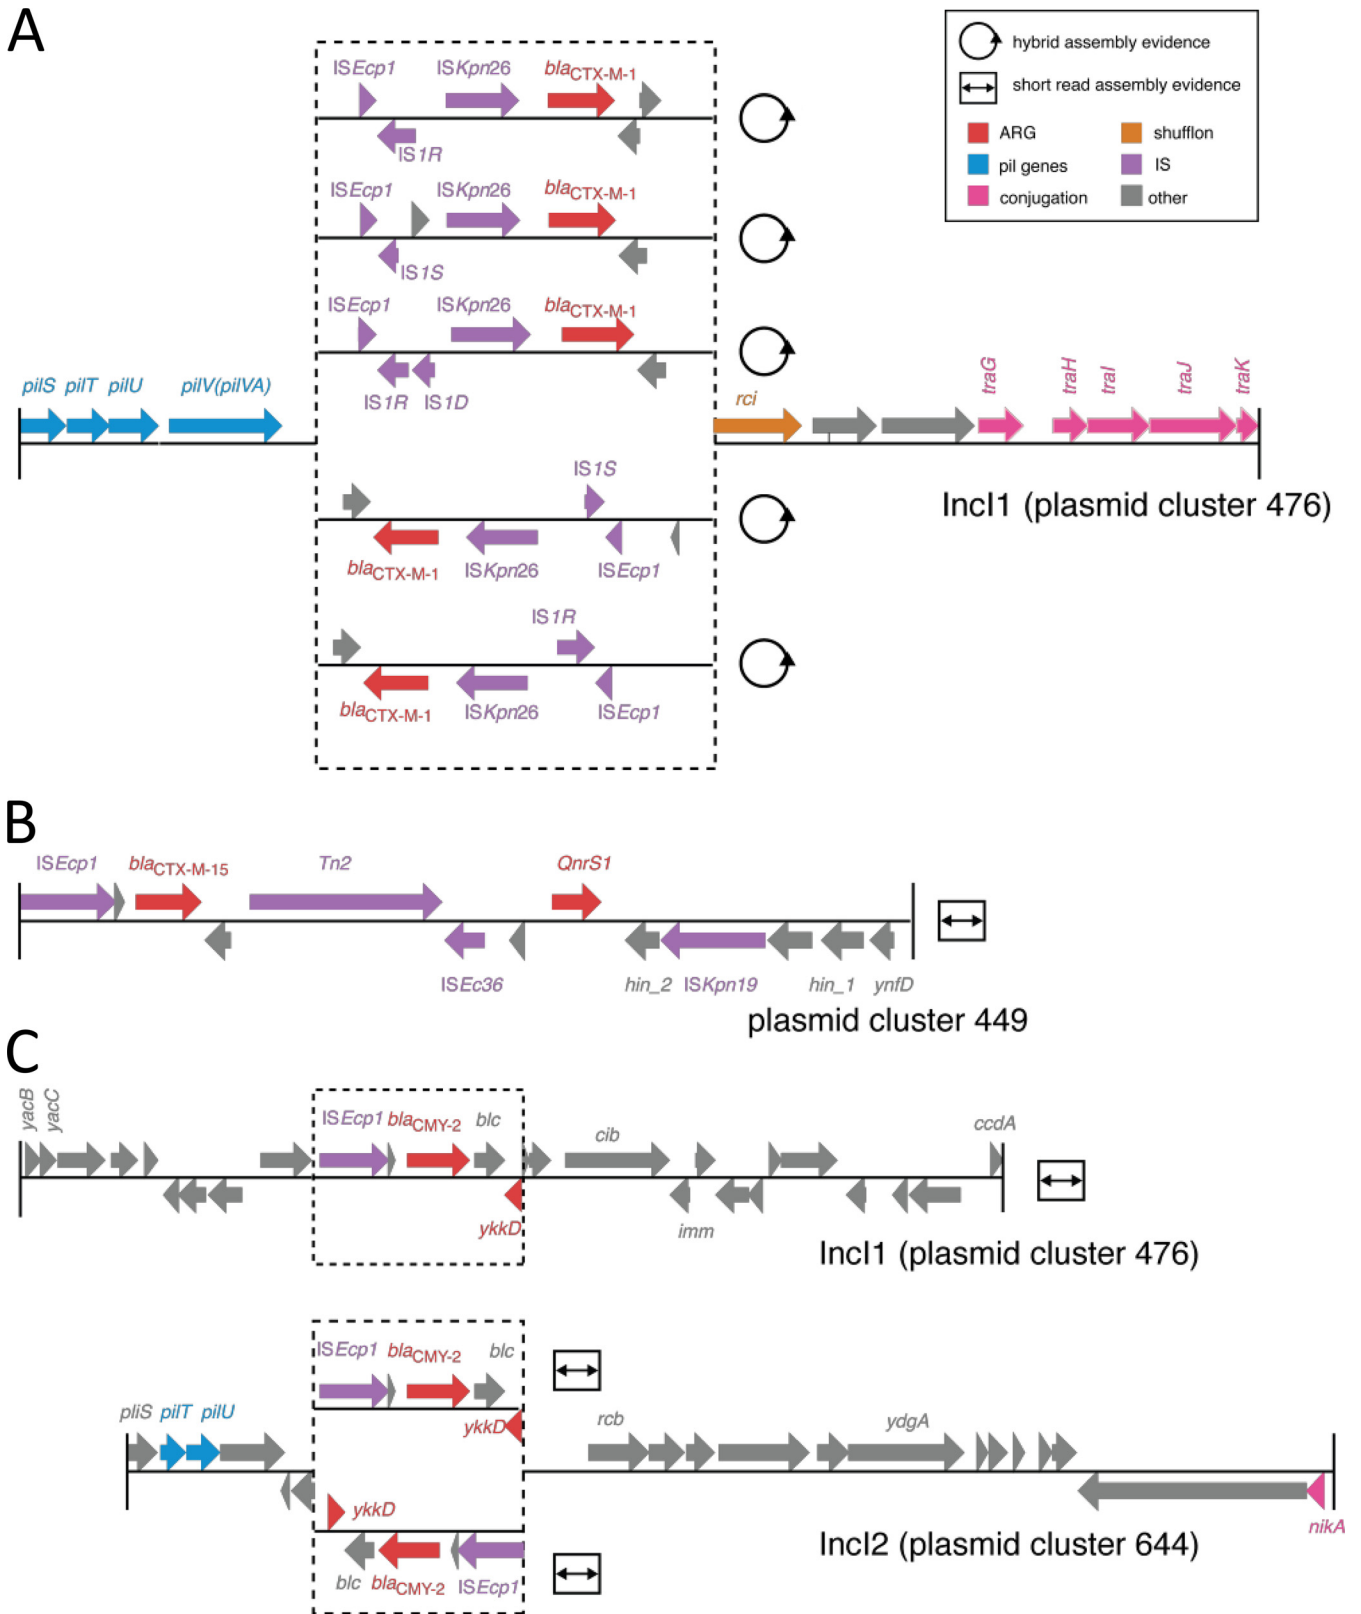 A
hybrid assembly evidence
short read assembly evidence
ARG
shufflon
pil genes
IS
conjugation
other
ISEcp1 ISKpn26 blaCTX-M-1
IS1R
ISEcp1 ISKpn26 blaCTX-M-1
IS1S
ISEcp1 ISKpn26 blaCTX-M-1
IS1R IS1D
pilS pilT pilU pilV(pilVA)
rci traG traH traI traJ traK
IncI1 (plasmid cluster 476)
IS1S
blaCTX-M-1 ISKpn26 ISEcp1
IS1R
blaCTX-M-1 ISKpn26 ISEcp1
B
ISEcp1 blaCTX-M-15 Tn2 QnrS1
ISEc36 hin_2 ISKpn19 hin_1 ynfD
plasmid cluster 449
C
yacB yacC ISEcp1 blaCMY-2 blc cib ccdA
ykkD imm
IncI1 (plasmid cluster 476)
ISEcp1 blaCMY-2 blc
pliS pilT pilU ykkD rcb ydgA
ykkD
nikA
IncI2 (plasmid cluster 644)
blc blaCMY-2 ISEcp1